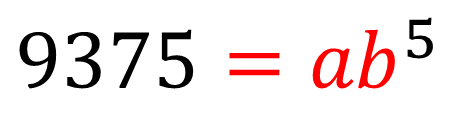 9375 = ab⁵